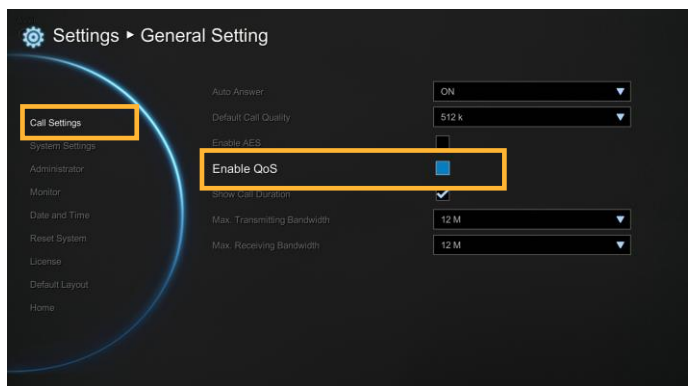 Settings ▸ General Setting
Call Settings
System Settings
Administrator
Monitor
Date and Time
Reset System
License
Default Layout
Home
Auto Answer ON
Default Call Quality 512 k
Enable AES
Enable QoS
Show Call Duration
Max. Transmitting Bandwidth 12 M
Max. Receiving Bandwidth 12 M